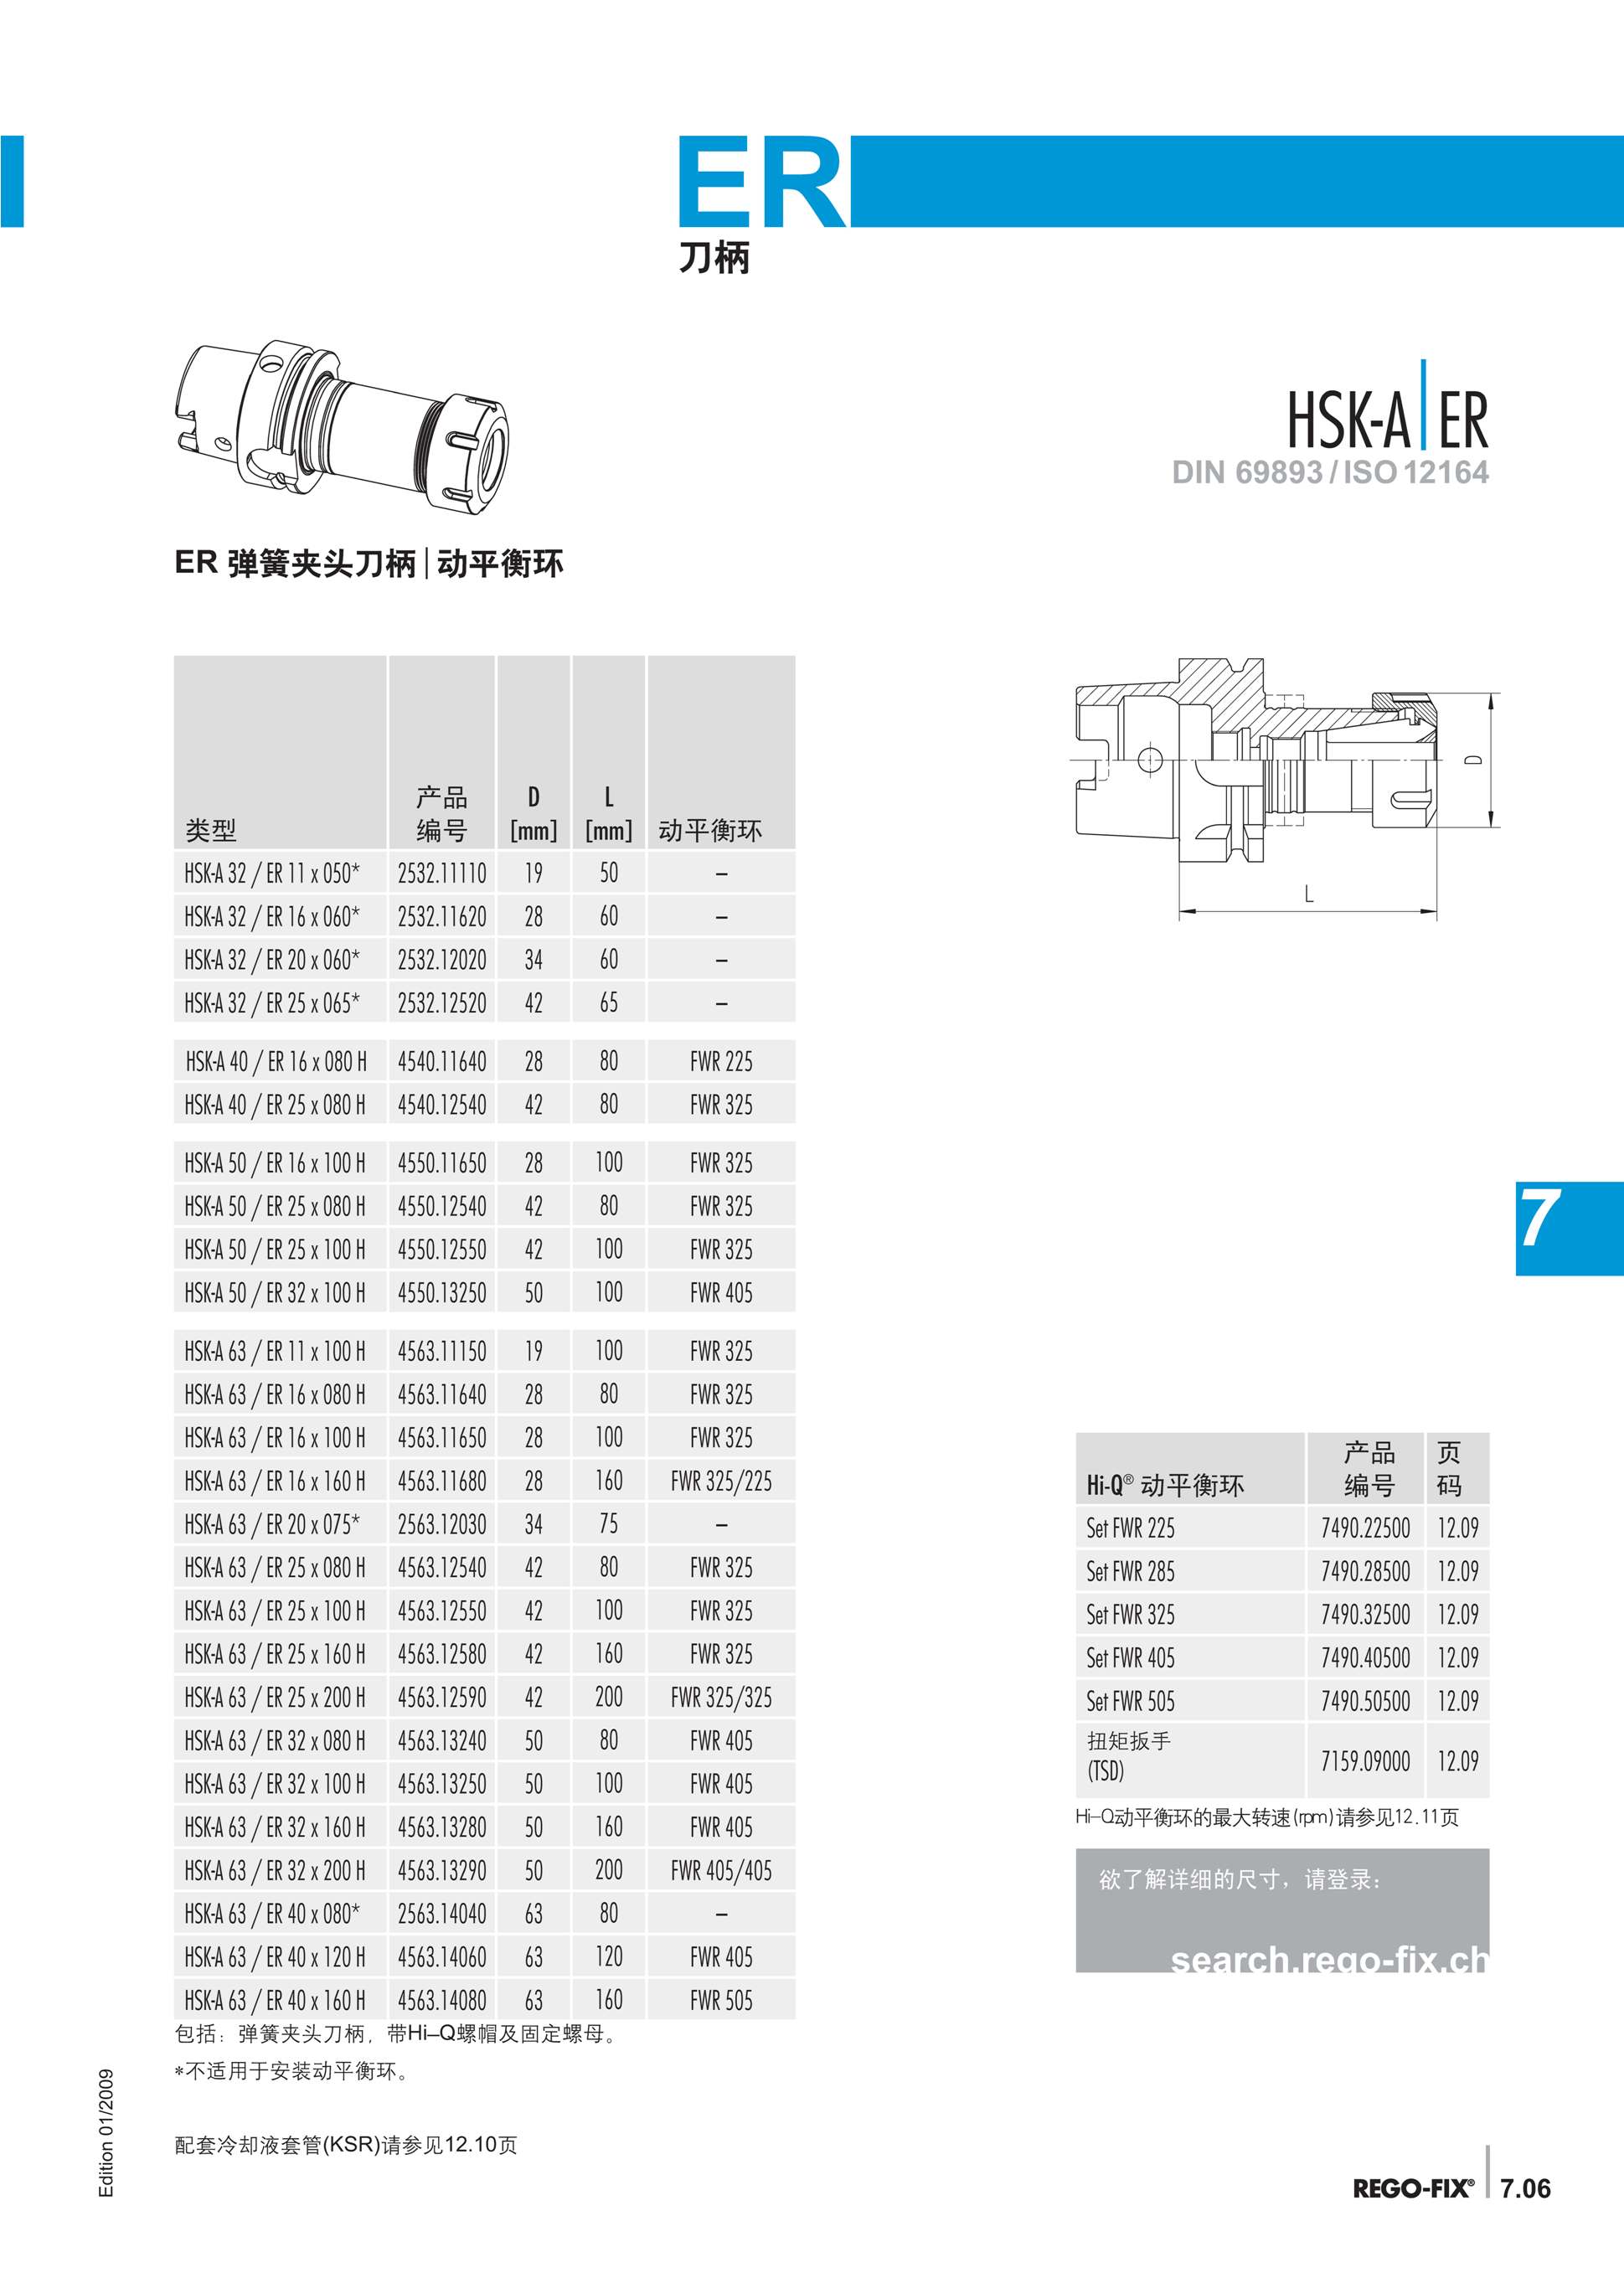 ER
刀柄
HSK-A ER
DIN 69893 / ISO 12164
ER 弹簧夹头刀柄|动平衡环
类型 产品编号 D [mm] L [mm] 动平衡环
HSK-A 32 / ER 11 x 050* 2532.11110 19 50 –
HSK-A 32 / ER 16 x 060* 2532.11620 28 60 –
HSK-A 32 / ER 20 x 060* 2532.12020 34 60 –
HSK-A 32 / ER 25 x 065* 2532.12520 42 65 –
HSK-A 40 / ER 16 x 080 H 4540.11640 28 80 FWR 225
HSK-A 40 / ER 25 x 080 H 4540.12540 42 80 FWR 325
HSK-A 50 / ER 16 x 100 H 4550.11650 28 100 FWR 325
HSK-A 50 / ER 25 x 080 H 4550.12540 42 80 FWR 325
HSK-A 50 / ER 25 x 100 H 4550.12550 42 100 FWR 325
HSK-A 50 / ER 32 x 100 H 4550.13250 50 100 FWR 405
HSK-A 63 / ER 11 x 100 H 4563.11150 19 100 FWR 325
HSK-A 63 / ER 16 x 080 H 4563.11640 28 80 FWR 325
HSK-A 63 / ER 16 x 100 H 4563.11650 28 100 FWR 325
HSK-A 63 / ER 16 x 160 H 4563.11680 28 160 FWR 325/225
HSK-A 63 / ER 20 x 075* 2563.12030 34 75 –
HSK-A 63 / ER 25 x 080 H 4563.12540 42 80 FWR 325
HSK-A 63 / ER 25 x 100 H 4563.12550 42 100 FWR 325
HSK-A 63 / ER 25 x 160 H 4563.12580 42 160 FWR 325
HSK-A 63 / ER 25 x 200 H 4563.12590 42 200 FWR 325/325
HSK-A 63 / ER 32 x 080 H 4563.13240 50 80 FWR 405
HSK-A 63 / ER 32 x 100 H 4563.13250 50 100 FWR 405
HSK-A 63 / ER 32 x 160 H 4563.13280 50 160 FWR 405
HSK-A 63 / ER 32 x 200 H 4563.13290 50 200 FWR 405/405
HSK-A 63 / ER 40 x 080* 2563.14040 63 80 –
HSK-A 63 / ER 40 x 120 H 4563.14060 63 120 FWR 405
HSK-A 63 / ER 40 x 160 H 4563.14080 63 160 FWR 505
包括：弹簧夹头刀柄，带Hi–Q螺帽及固定螺母。
*不适用于安装动平衡环。
配套冷却液套管(KSR)请参见12.10页
D
L
7
Hi-Q® 动平衡环 产品编号 页码
Set FWR 225 7490.22500 12.09
Set FWR 285 7490.28500 12.09
Set FWR 325 7490.32500 12.09
Set FWR 405 7490.40500 12.09
Set FWR 505 7490.50500 12.09
扭矩扳手
(TSD) 7159.09000 12.09
Hi–Q动平衡环的最大转速(rpm)请参见12.11页
欲了解详细的尺寸，请登录：
search.rego-fix.ch
Edition 01/2009
REGO-FIX® 7.06